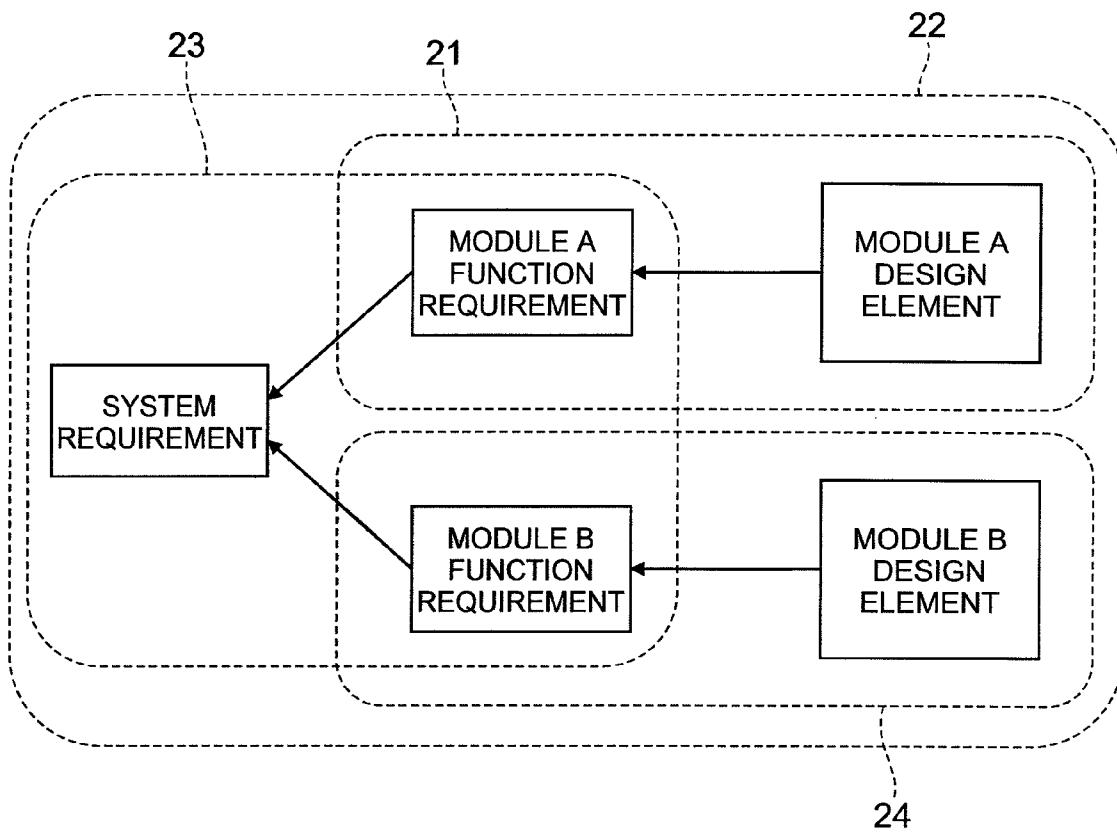 23
21
22
MODULE A
FUNCTION
REQUIREMENT
MODULE A
DESIGN
ELEMENT
SYSTEM
REQUIREMENT
MODULE B
FUNCTION
REQUIREMENT
MODULE B
DESIGN
ELEMENT
24